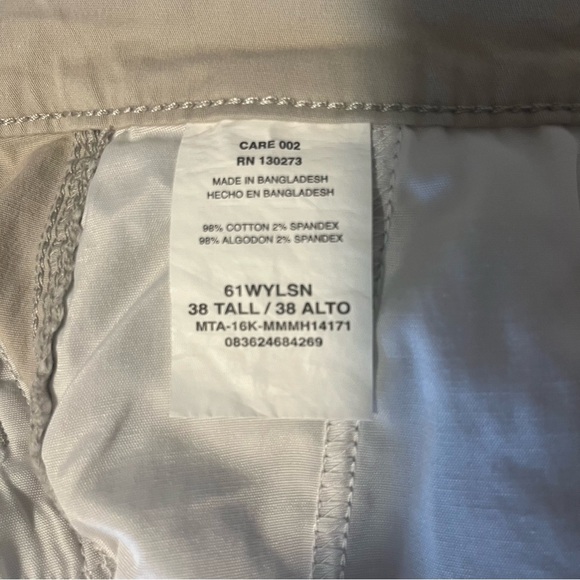 CARE 002
RN 130273
MADE IN BANGLADESH
HECHO EN BANGLADESH
98% COTTON 2% SPANDEX
98% ALGODON 2% SPANDEX
61WYLSN
38 TALL / 38 ALTO
MTA-16K-MMMH14171
083624684269